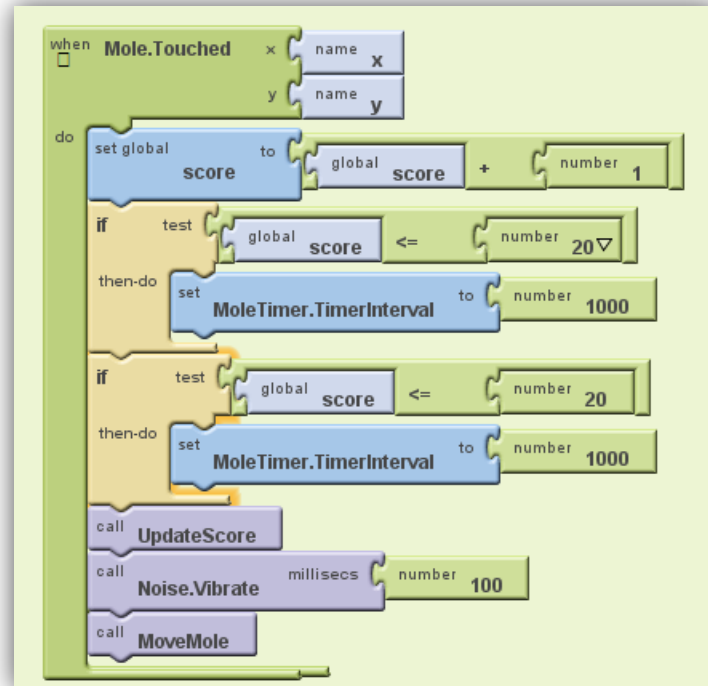 when Mole.Touched x name x
y name y
do
set global score to global score + number 1
if test global score <= number 20
then-do set MoleTimer.TimerInterval to number 1000
if test global score <= number 20
then-do set MoleTimer.TimerInterval to number 1000
call UpdateScore
call Noise.Vibrate millisecs number 100
call MoveMole